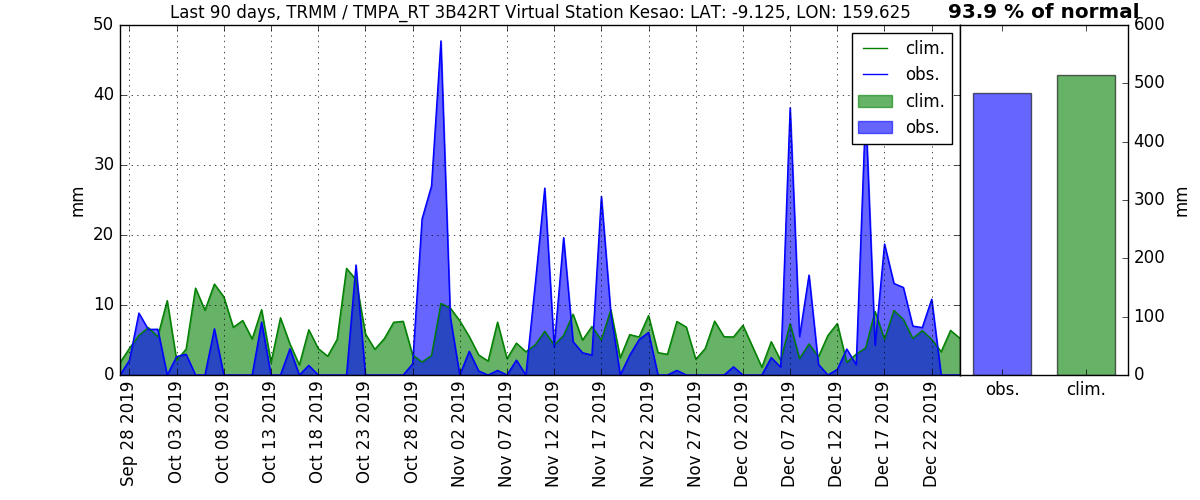 Last 90 days, TRMM / TMPA_RT 3B42RT Virtual Station Kesao: LAT: -9.125, LON: 159.625
93.9 % of normal
50
40
30
20
10
0
mm
clim.
obs.
clim.
obs.
Sep 28 2019
Oct 03 2019
Oct 08 2019
Oct 13 2019
Oct 18 2019
Oct 23 2019
Oct 28 2019
Nov 02 2019
Nov 07 2019
Nov 12 2019
Nov 17 2019
Nov 22 2019
Nov 27 2019
Dec 02 2019
Dec 07 2019
Dec 12 2019
Dec 17 2019
Dec 22 2019
600
500
400
300
200
100
0
mm
obs.
clim.